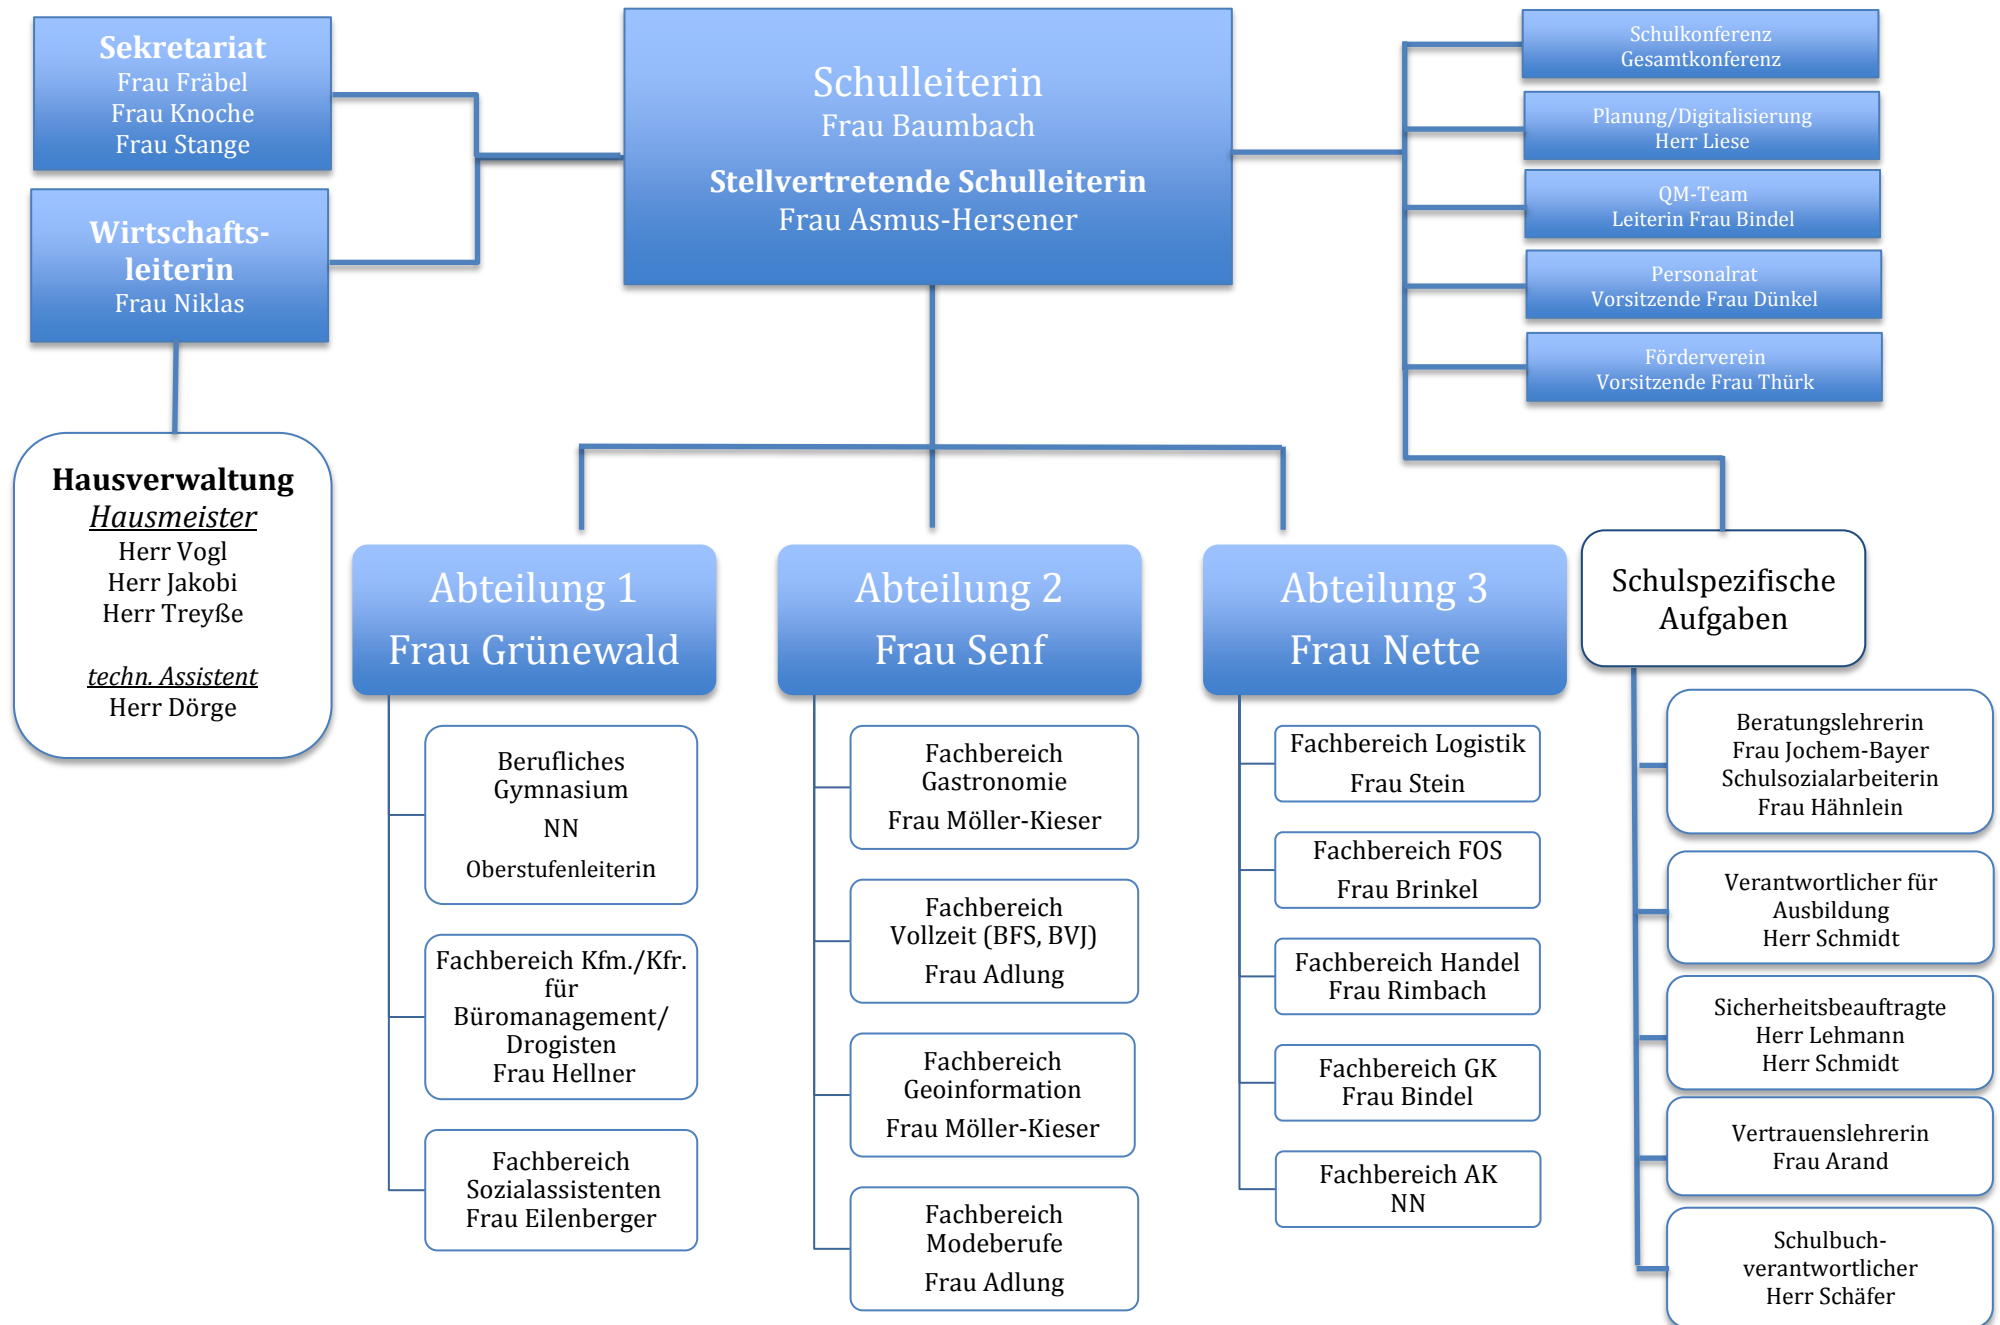 Sekretariat
Frau Fräbel
Frau Knoche
Frau Stange
Wirtschafts-
leiterin
Frau Niklas
Hausverwaltung
Hausmeister
Herr Vogl
Herr Jakobi
Herr Treyße
techn. Assistent
Herr Dörge
Schulleiterin
Frau Baumbach
Stellvertretende Schulleiterin
Frau Asmus-Hersener
Schulkonferenz
Gesamtkonferenz
Planung/Digitalisierung
Herr Liese
QM-Team
Leiterin Frau Bindel
Personalrat
Vorsitzende Frau Dünkel
Förderverein
Vorsitzende Frau Thürk
Abteilung 1
Frau Grünewald
Berufliches
Gymnasium
NN
Oberstufenleiterin
Fachbereich Kfm./Kfr.
für
Büromanagement/
Drogisten
Frau Hellner
Fachbereich
Sozialassistenten
Frau Eilenberger
Abteilung 2
Frau Senf
Fachbereich
Gastronomie
Frau Möller-Kieser
Fachbereich
Vollzeit (BFS, BVJ)
Frau Adlung
Fachbereich
Geoinformation
Frau Möller-Kieser
Fachbereich
Modeberufe
Frau Adlung
Abteilung 3
Frau Nette
Fachbereich Logistik
Frau Stein
Fachbereich FOS
Frau Brinkel
Fachbereich Handel
Frau Rimbach
Fachbereich GK
Frau Bindel
Fachbereich AK
NN
Schulspezifische
Aufgaben
Beratungslehrerin
Frau Jochem-Bayer
Schulsozialarbeiterin
Frau Hähnlein
Verantwortlicher für
Ausbildung
Herr Schmidt
Sicherheitsbeauftragte
Herr Lehmann
Herr Schmidt
Vertrauenslehrerin
Frau Arand
Schulbuch-
verantwortlicher
Herr Schäfer